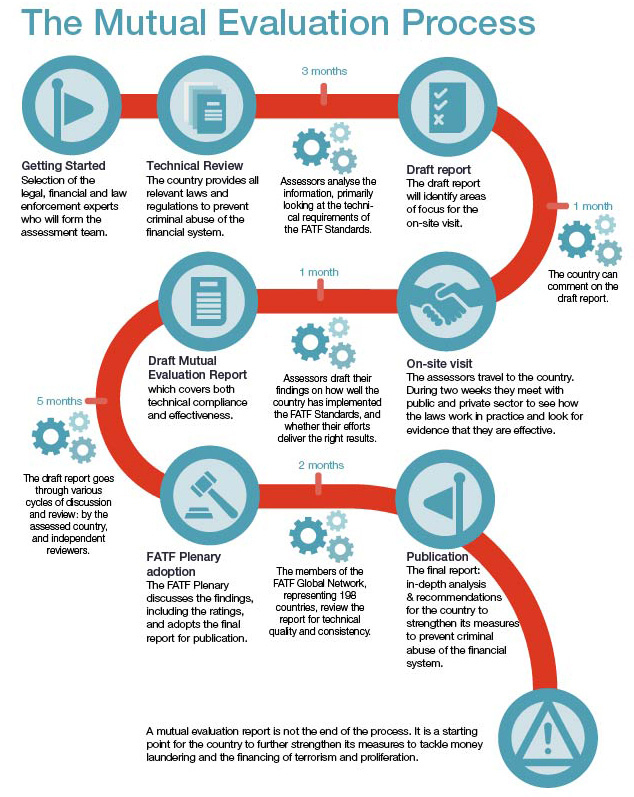 The Mutual Evaluation Process
Getting Started
Selection of the
legal, financial and law
enforcement experts
who will form the
assessment team.
Technical Review
The country provides all
relevant laws and
regulations to prevent
criminal abuse of the
financial system.
3 months
Assessors analyse the
information, primarily
looking at the techni-
cal requirements of
the FATF Standards.
Draft report
The draft report
will identify areas
of focus for the
on-site visit.
1 month
The country can
comment on the
draft report.
On-site visit
The assessors travel to the country.
During two weeks they meet with
public and private sector to see how
the laws work in practice and look for
evidence that they are effective.
1 month
Assessors draft their
findings on how well the
country has implemented
the FATF Standards, and
whether their efforts
deliver the right results.
Draft Mutual
Evaluation Report
which covers both
technical compliance
and effectiveness.
5 months
The draft report goes
through various
cycles of discussion
and review: by the
assessed country,
and independent
reviewers.
FATF Plenary
adoption
The FATF Plenary
discusses the findings,
including the ratings,
and adopts the final
report for publication.
2 months
The members of the
FATF Global Network,
representing 198
countries, review the
report for technical
quality and consistency.
Publication
The final report:
in-depth analysis
& recommendations
for the country to
strengthen its measures
to prevent criminal
abuse of the financial
system.
A mutual evaluation report is not the end of the process. It is a starting
point for the country to further strengthen its measures to tackle money
laundering and the financing of terrorism and proliferation.